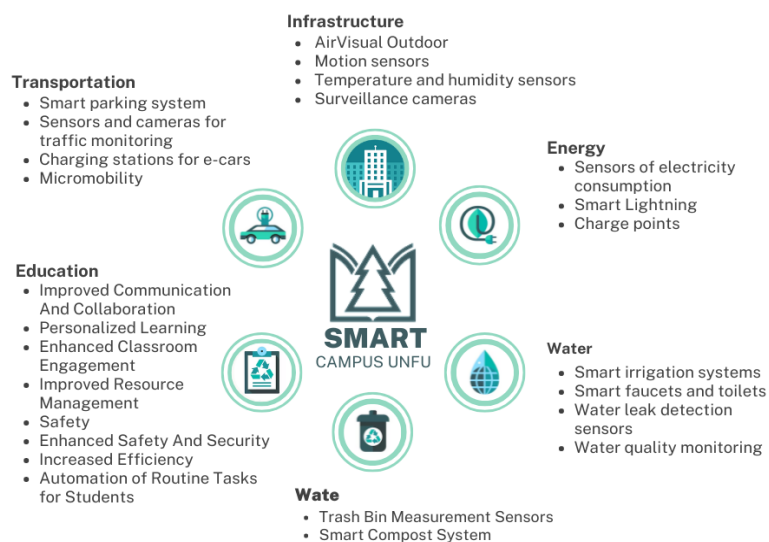 Infrastructure
• AirVisual Outdoor
• Motion sensors
• Temperature and humidity sensors
• Surveillance cameras
Transportation
• Smart parking system
• Sensors and cameras for
traffic monitoring
• Charging stations for e-cars
• Micromobility
Energy
• Sensors of electricity
consumption
• Smart Lightning
• Charge points
Education
• Improved Communication
And Collaboration
• Personalized Learning
• Enhanced Classroom
Engagement
• Improved Resource
Management
• Safety
• Enhanced Safety And Security
• Increased Efficiency
• Automation of Routine Tasks
for Students
SMART
CAMPUS UNFU
Water
• Smart irrigation systems
• Smart faucets and toilets
• Water leak detection
sensors
• Water quality monitoring
Wate
• Trash Bin Measurement Sensors
• Smart Compost System